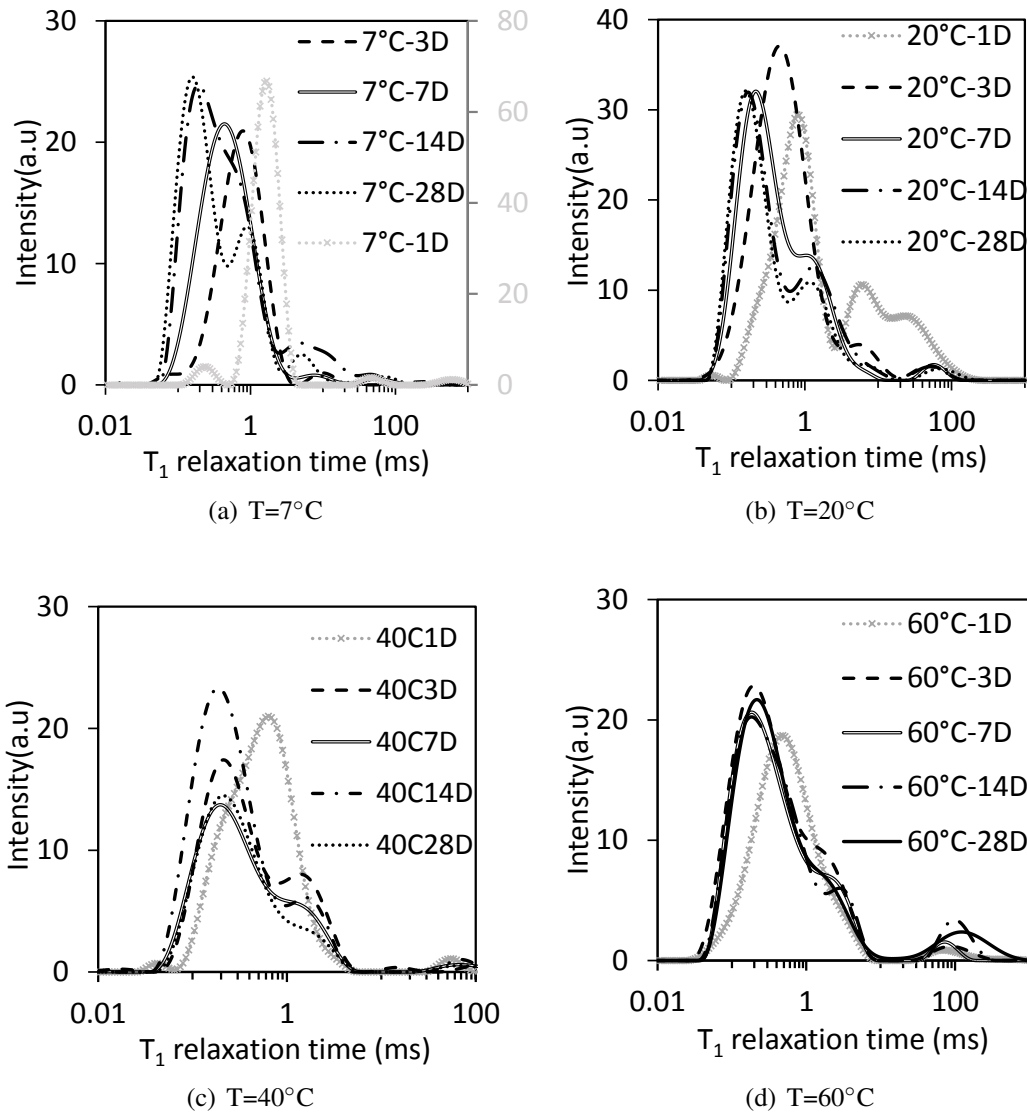 30
20
10
0
80
60
40
20
0
Intensity(a.u)
7°C-3D
7°C-7D
7°C-14D
7°C-28D
7°C-1D
0.01
1
100
T₁ relaxation time (ms)
(a) T=7°C
40
30
20
10
0
Intensity(a.u)
20°C-1D
20°C-3D
20°C-7D
20°C-14D
20°C-28D
0.01
1
100
T₁ relaxation time (ms)
(b) T=20°C
30
20
10
0
Intensity(a.u)
40C1D
40C3D
40C7D
40C14D
40C28D
0.01
1
100
T₁ relaxation time (ms)
(c) T=40°C
30
20
10
0
Intensity(a.u)
60°C-1D
60°C-3D
60°C-7D
60°C-14D
60°C-28D
0.01
1
100
T₁ relaxation time (ms)
(d) T=60°C